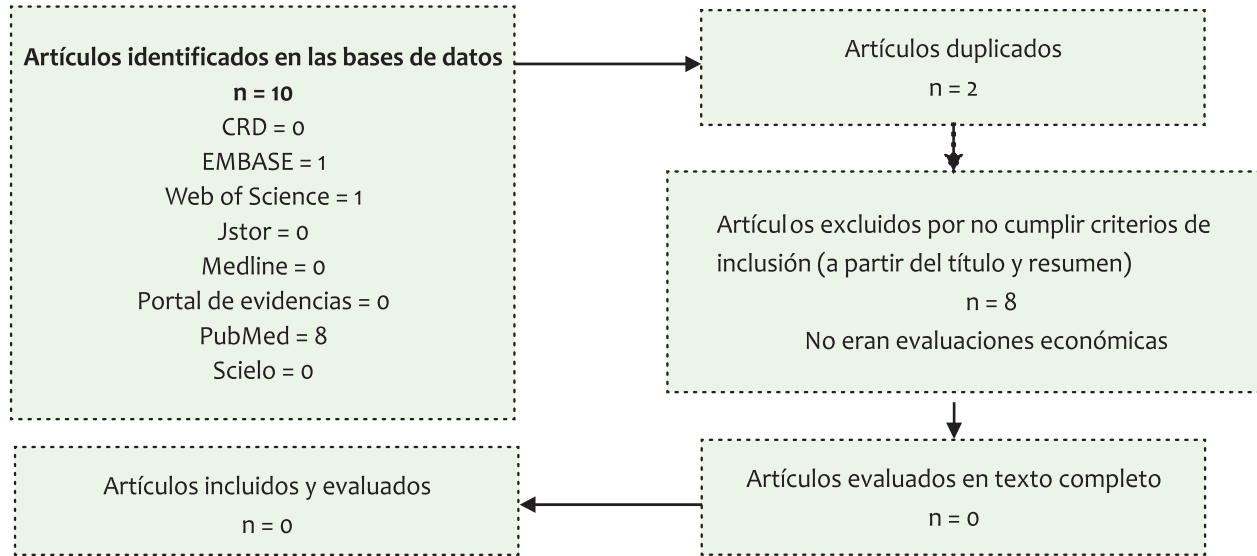 Artículos identificados en las bases de datos
n = 10
CRD = 0
EMBASE = 1
Web of Science = 1
Jstor = 0
Medline = 0
Portal de evidencias = 0
PubMed = 8
Scielo = 0
Artículos duplicados
n = 2
Artículos excluidos por no cumplir criterios de
inclusión (a partir del título y resumen)
n = 8
No eran evaluaciones económicas
Artículos evaluados en texto completo
n = 0
Artículos incluidos y evaluados
n = 0